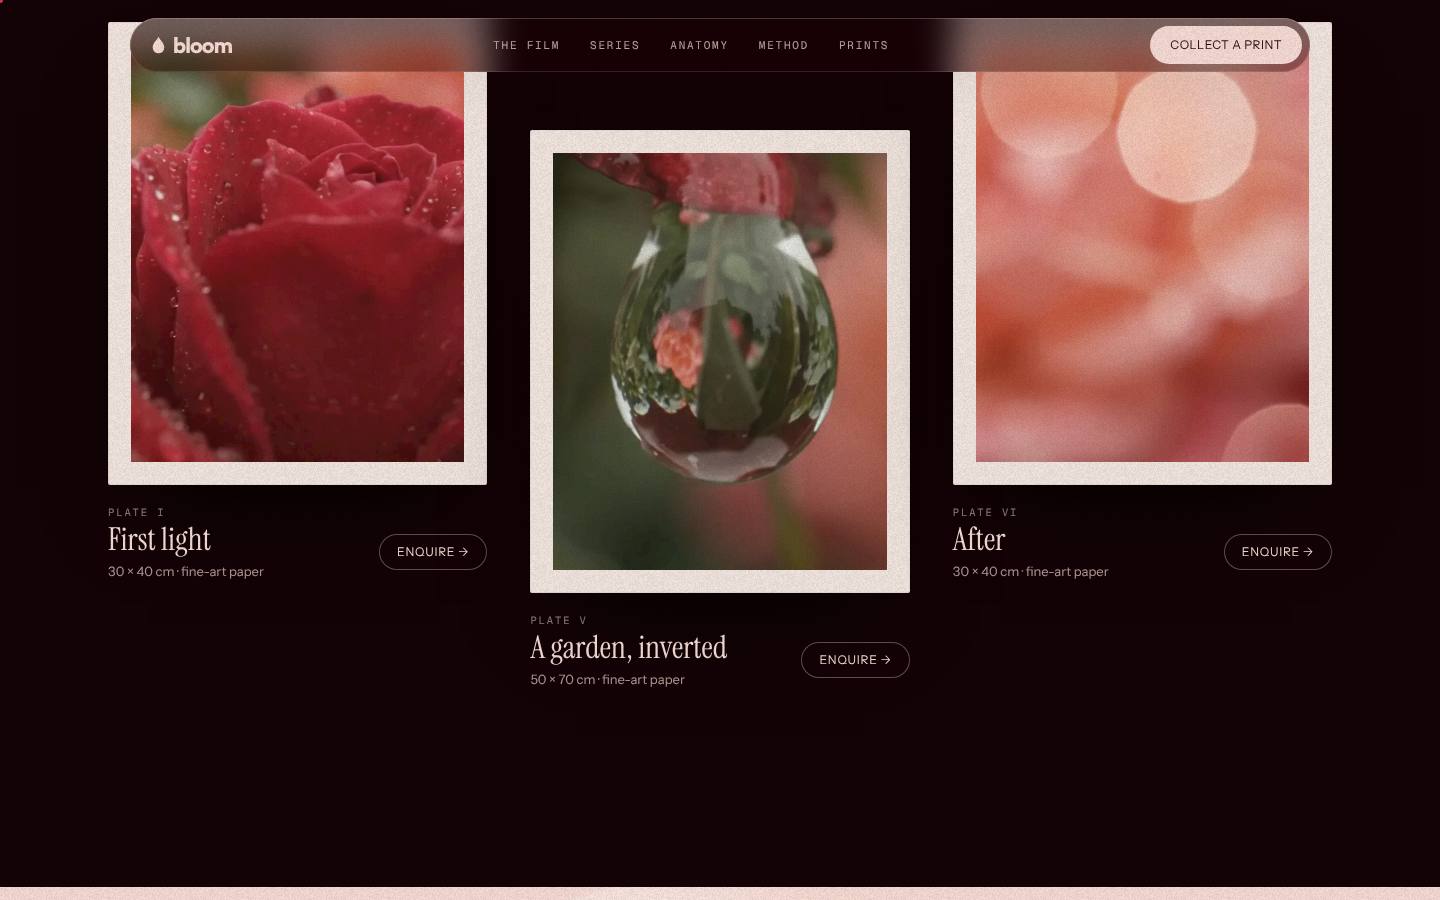 bloom
THE FILM
SERIES
ANATOMY
METHOD
PRINTS
COLLECT A PRINT
PLATE I
First light
30 × 40 cm · fine-art paper
ENQUIRE →
PLATE V
A garden, inverted
50 × 70 cm · fine-art paper
ENQUIRE →
PLATE VI
After
30 × 40 cm · fine-art paper
ENQUIRE →